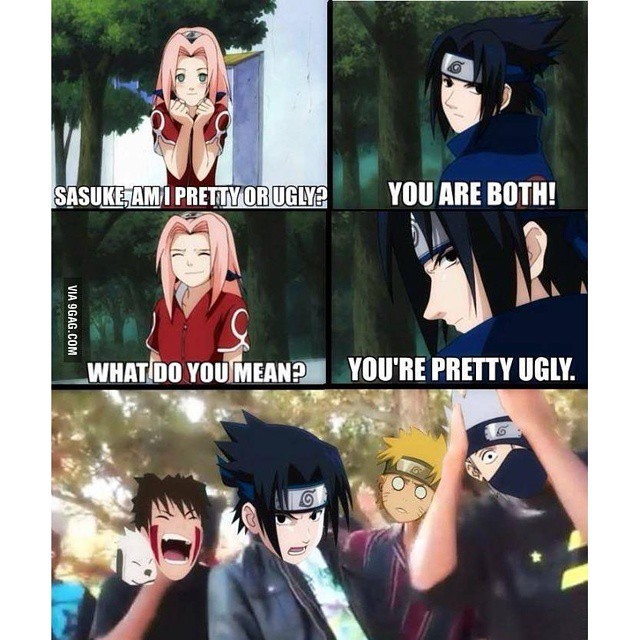 SASUKE, AM I PRETTY OR UGLY?
YOU ARE BOTH!
WHAT DO YOU MEAN?
YOU'RE PRETTY UGLY.
VIA 9GAG.COM